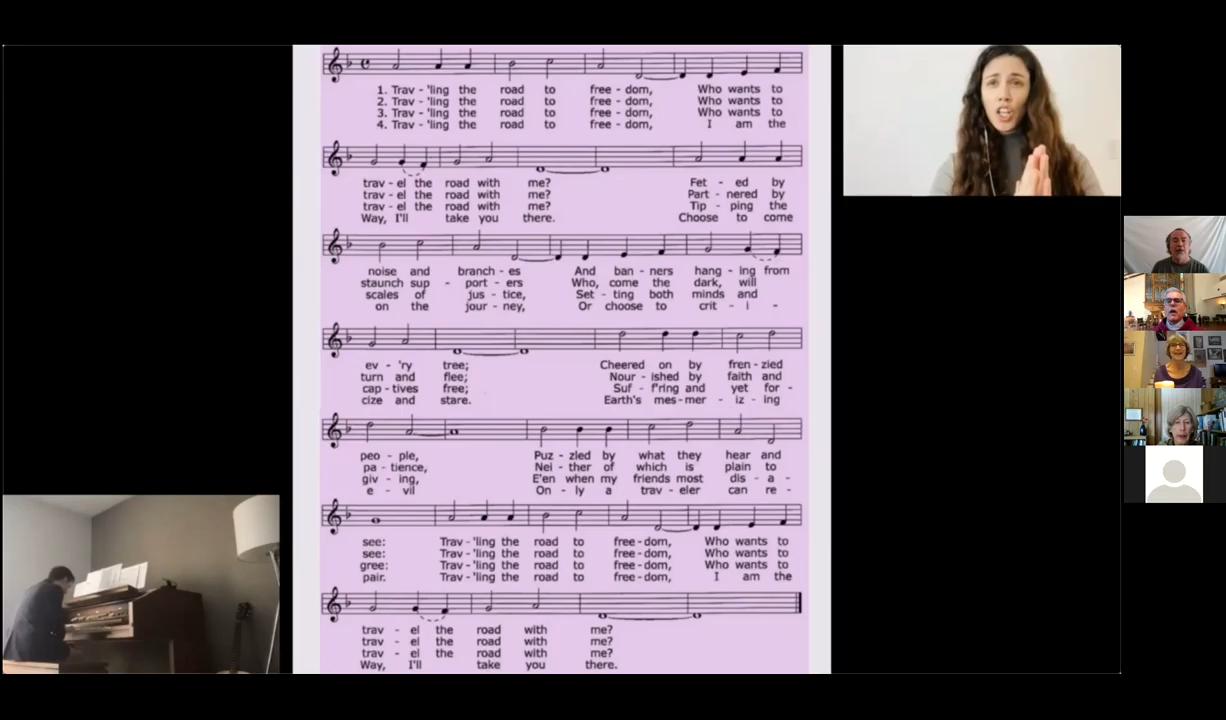 1. Trav - 'ling the road to free - dom, Who wants to
2. Trav - 'ling the road to free - dom, Who wants to
3. Trav - 'ling the road to free - dom, Who wants to
4. Trav - 'ling the road to free - dom, I am the
trav - el the road with me? Fet - ed by
trav - el the road with me? Part - nered by
trav - el the road with me? Tip - ping the
Way, I'll take you there. Choose to come
noise and branch - es And ban - ners hang - ing from
staunch sup - port - ers Who, come the dark, will
scales of jus - tice, Set - ting both minds and
on the jour - ney, Or choose to crit - i -
ev - 'ry tree; Cheered on by fren - zied
turn and flee; Nour - ished by faith and
cap - tives free; Suf - f'ring and yet for -
cize and stare. Earth's mes - mer - iz - ing
peo - ple, Puz - zled by what they hear and
pa - tience, Nei - ther of which is plain to
giv - ing, E'en when my friends most dis - a -
e - vil On - ly a trav - eler can re -
see: Trav - 'ling the road to free - dom, Who wants to
see: Trav - 'ling the road to free - dom, Who wants to
gree: Trav - 'ling the road to free - dom, Who wants to
pair. Trav - 'ling the road to free - dom, I am the
trav - el the road with me?
trav - el the road with me?
trav - el the road with me?
Way, I'll take you there.